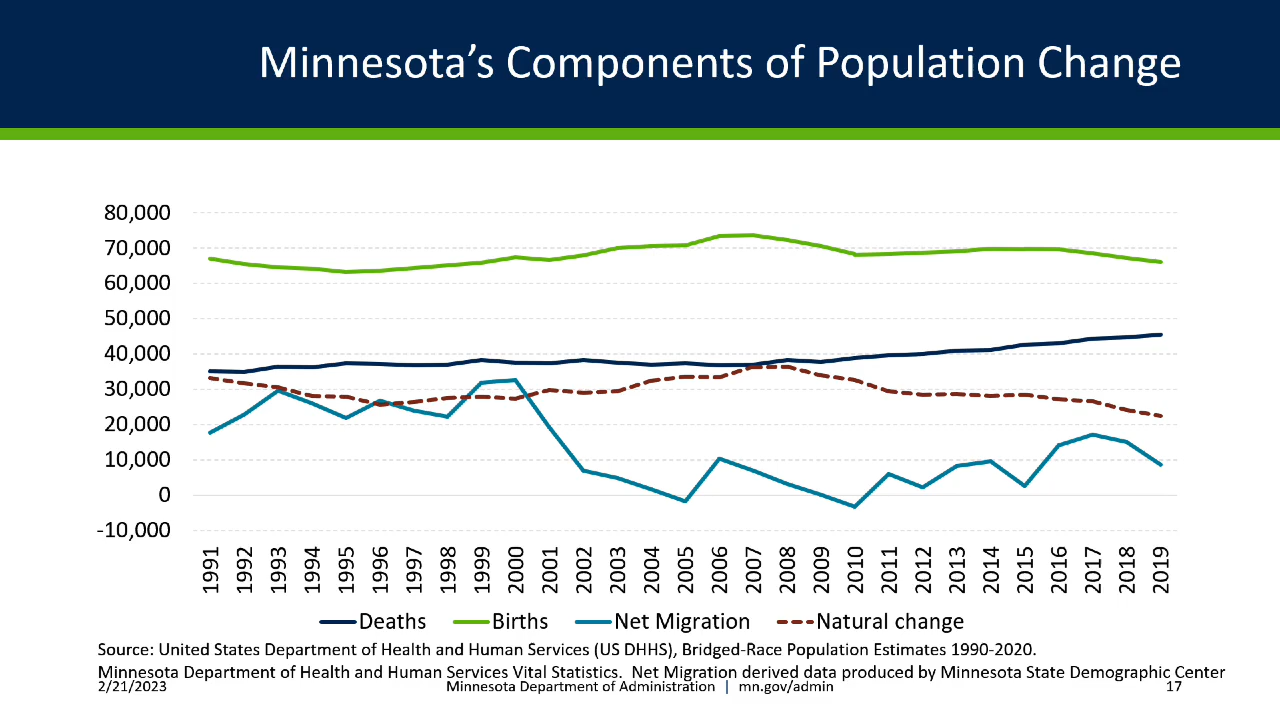 Minnesota’s Components of Population Change
80,000
70,000
60,000
50,000
40,000
30,000
20,000
10,000
0
-10,000
1991 1992 1993 1994 1995 1996 1997 1998 1999 2000 2001 2002 2003 2004 2005 2006 2007 2008 2009 2010 2011 2012 2013 2014 2015 2016 2017 2018 2019
Deaths Births Net Migration Natural change
Source: United States Department of Health and Human Services (US DHHS), Bridged-Race Population Estimates 1990-2020.
Minnesota Department of Health and Human Services Vital Statistics. Net Migration derived data produced by Minnesota State Demographic Center
2/21/2023 Minnesota Department of Administration | mn.gov/admin 17